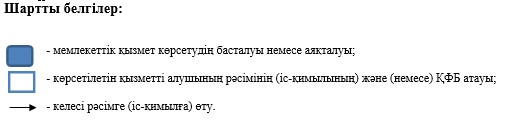 Шартты белгілер:
- мемлекеттік қызмет көрсетудің басталуы немесе аяқталуы;
- көрсетілетін қызметті алушының рәсімінің (іс-қимылының) және (немесе) ҚФБ атауы;
- келесі рәсімге (іс-қимылға) өту.